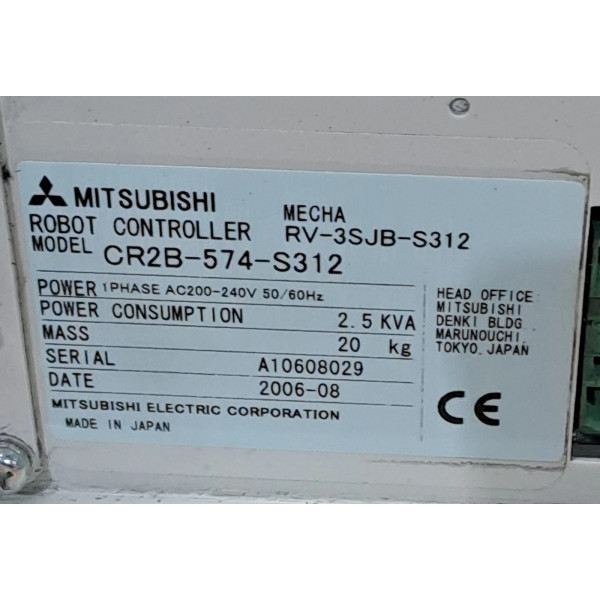 MITSUBISHI
ROBOT CONTROLLER
MECHA
RV-3SJB-S312
MODEL CR2B-574-S312
POWER 1PHASE AC200-240V 50/60Hz
POWER CONSUMPTION 2.5 KVA
MASS 20 kg
SERIAL A10608029
DATE 2006-08
MITSUBISHI ELECTRIC CORPORATION
MADE IN JAPAN
HEAD OFFICE:
MITSUBISHI
DENKI BLDG.
MARUNOUCHI,
TOKYO, JAPAN
CE